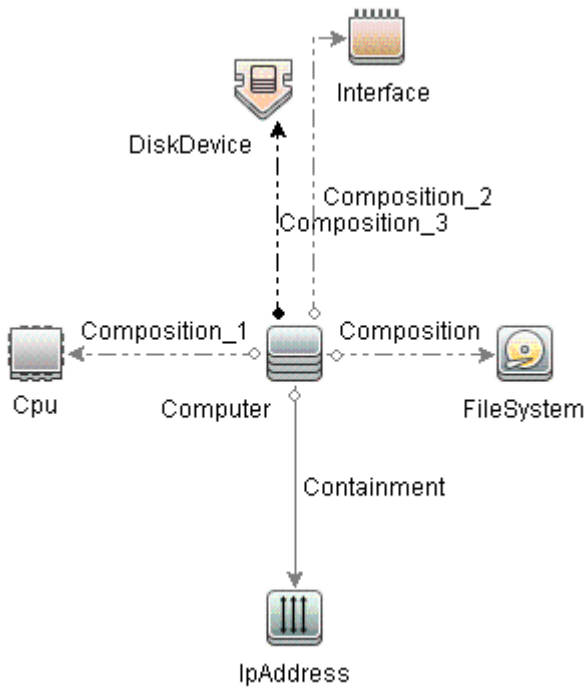 Interface
DiskDevice
Composition_2
Composition_3
Composition_1
Composition
Cpu
Computer
FileSystem
Containment
IpAddress